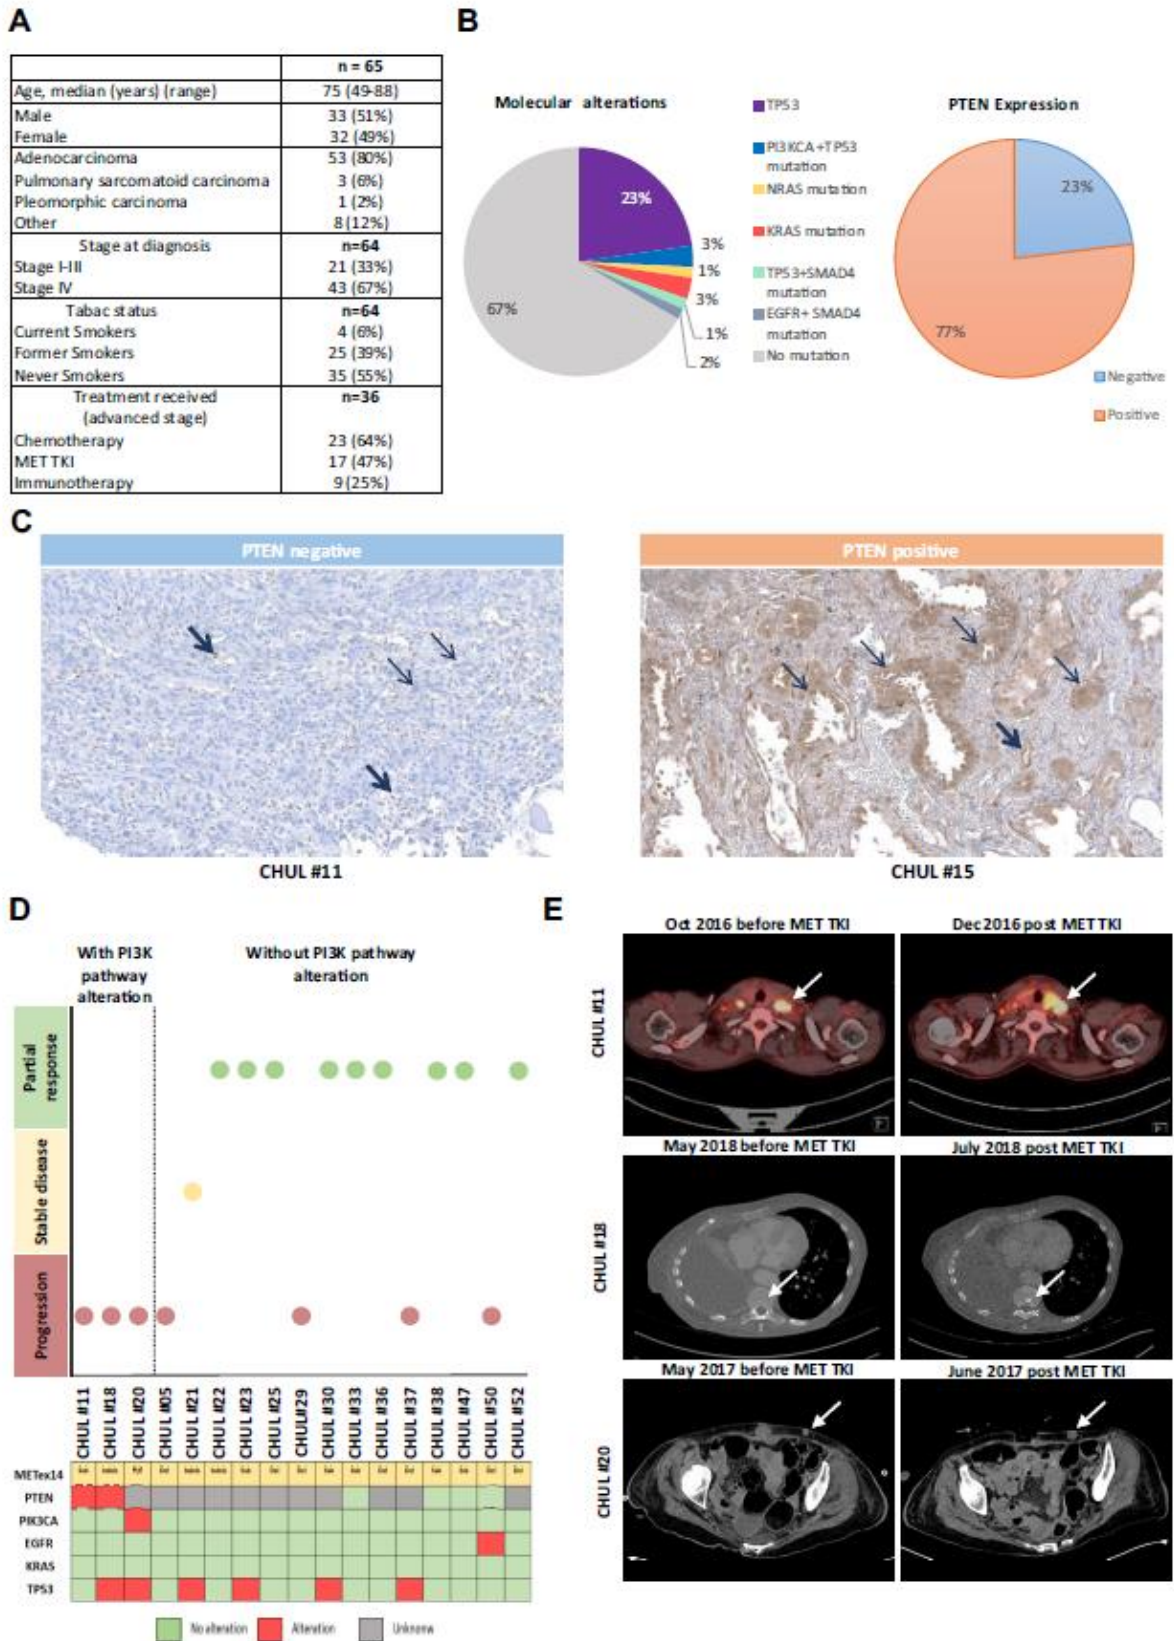 A
n = 65
Age, median (years) (range) 75 (49-88)
Male 33 (51%)
Female 32 (49%)
Adenocarcinoma 53 (80%)
Pulmonary sarcomatoid carcinoma 3 (6%)
Pleomorphic carcinoma 1 (2%)
Other 8 (12%)
Stage at diagnosis n=64
Stage I-III 21 (33%)
Stage IV 43 (67%)
Tabac status n=64
Current Smokers 4 (6%)
Former Smokers 25 (39%)
Never Smokers 35 (55%)
Treatment received n=36
(advanced stage)
Chemotherapy 23 (64%)
MET TKI 17 (47%)
Immunotherapy 9 (25%)
B
Molecular alterations
23%
3%
1%
3%
1%
2%
67%
TP53
PI3KCA +TP53
mutation
NRAS mutation
KRAS mutation
TP53+SMAD4
mutation
EGFR+ SMAD4
mutation
No mutation
PTEN Expression
23%
77%
Negative
Positive
C
PTEN negative
PTEN positive
CHUL #11
CHUL #15
D
With PI3K
pathway
alteration
Without PI3K pathway
alteration
Partial
response
Stable disease
Progression
CHUL #11
CHUL #18
CHUL #20
CHUL #05
CHUL #21
CHUL #22
CHUL #23
CHUL #25
CHUL#29
CHUL #30
CHUL #33
CHUL #36
CHUL #37
CHUL #38
CHUL #47
CHUL #50
CHUL #52
METex14
PTEN
PIK3CA
EGFR
KRAS
TP53
No alteration
Alteration
Unknonw
E
Oct 2016 before MET TKI
Dec 2016 post MET TKI
CHUL #11
May 2018 before MET TKI
July 2018 post MET TKI
CHUL #18
May 2017 before MET TKI
June 2017 post MET TKI
CHUL #20